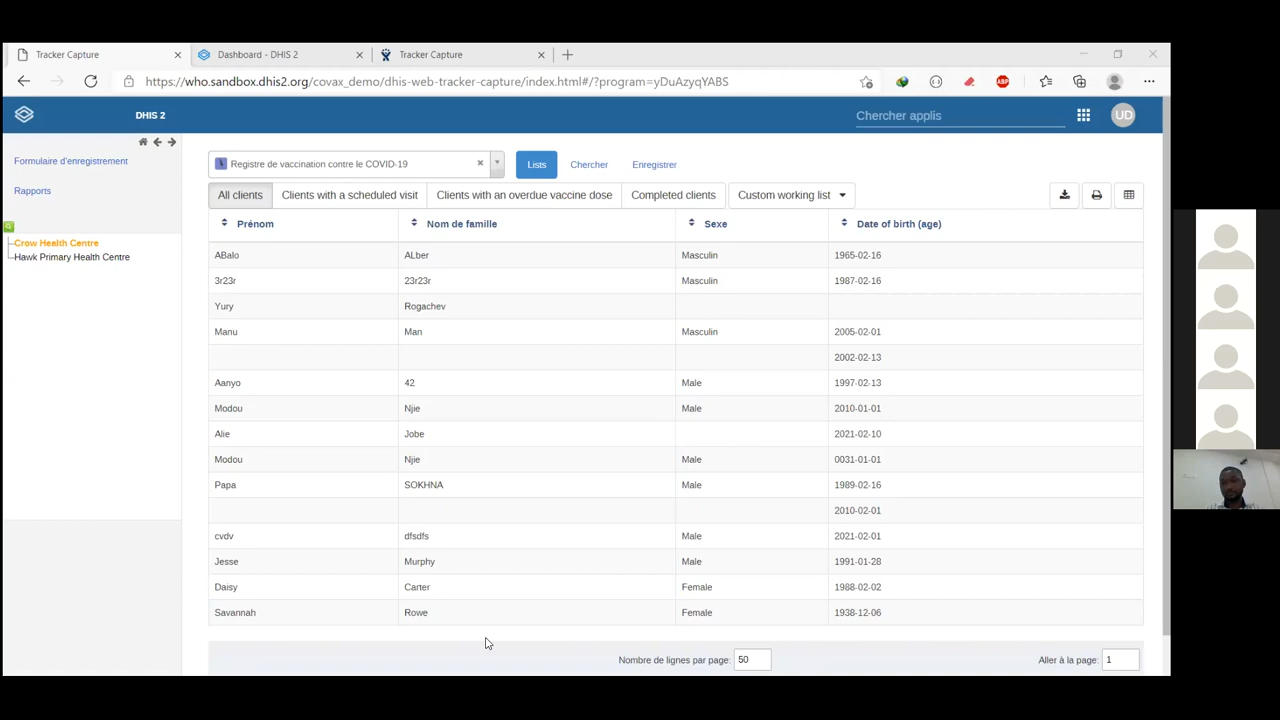 Tracker Capture
Dashboard - DHIS 2
Tracker Capture
https://who.sandbox.dhis2.org/covax_demo/dhis-web-tracker-capture/index.html#/?program=yDuAzyqYABS
ABP
DHIS 2
Chercher applis
UD
Formulaire d'enregistrement
Rapports
Crow Health Centre
Hawk Primary Health Centre
Registre de vaccination contre le COVID-19
Lists
Chercher
Enregistrer
All clients
Clients with a scheduled visit
Clients with an overdue vaccine dose
Completed clients
Custom working list
Prénom Nom de famille Sexe Date of birth (age)
ABalo ALber Masculin 1965-02-16
3r23r 23r23r Masculin 1987-02-16
Yury Rogachev
Manu Man Masculin 2005-02-01
2002-02-13
Aanyo 42 Male 1997-02-13
Modou Njie Male 2010-01-01
Alie Jobe 2021-02-10
Modou Njie Male 0031-01-01
Papa SOKHNA Male 1989-02-16
2010-02-01
cvdv dfsdfs Male 2021-02-01
Jesse Murphy Male 1991-01-28
Daisy Carter Female 1988-02-02
Savannah Rowe Female 1938-12-06
Nombre de lignes par page: 50
Aller à la page: 1